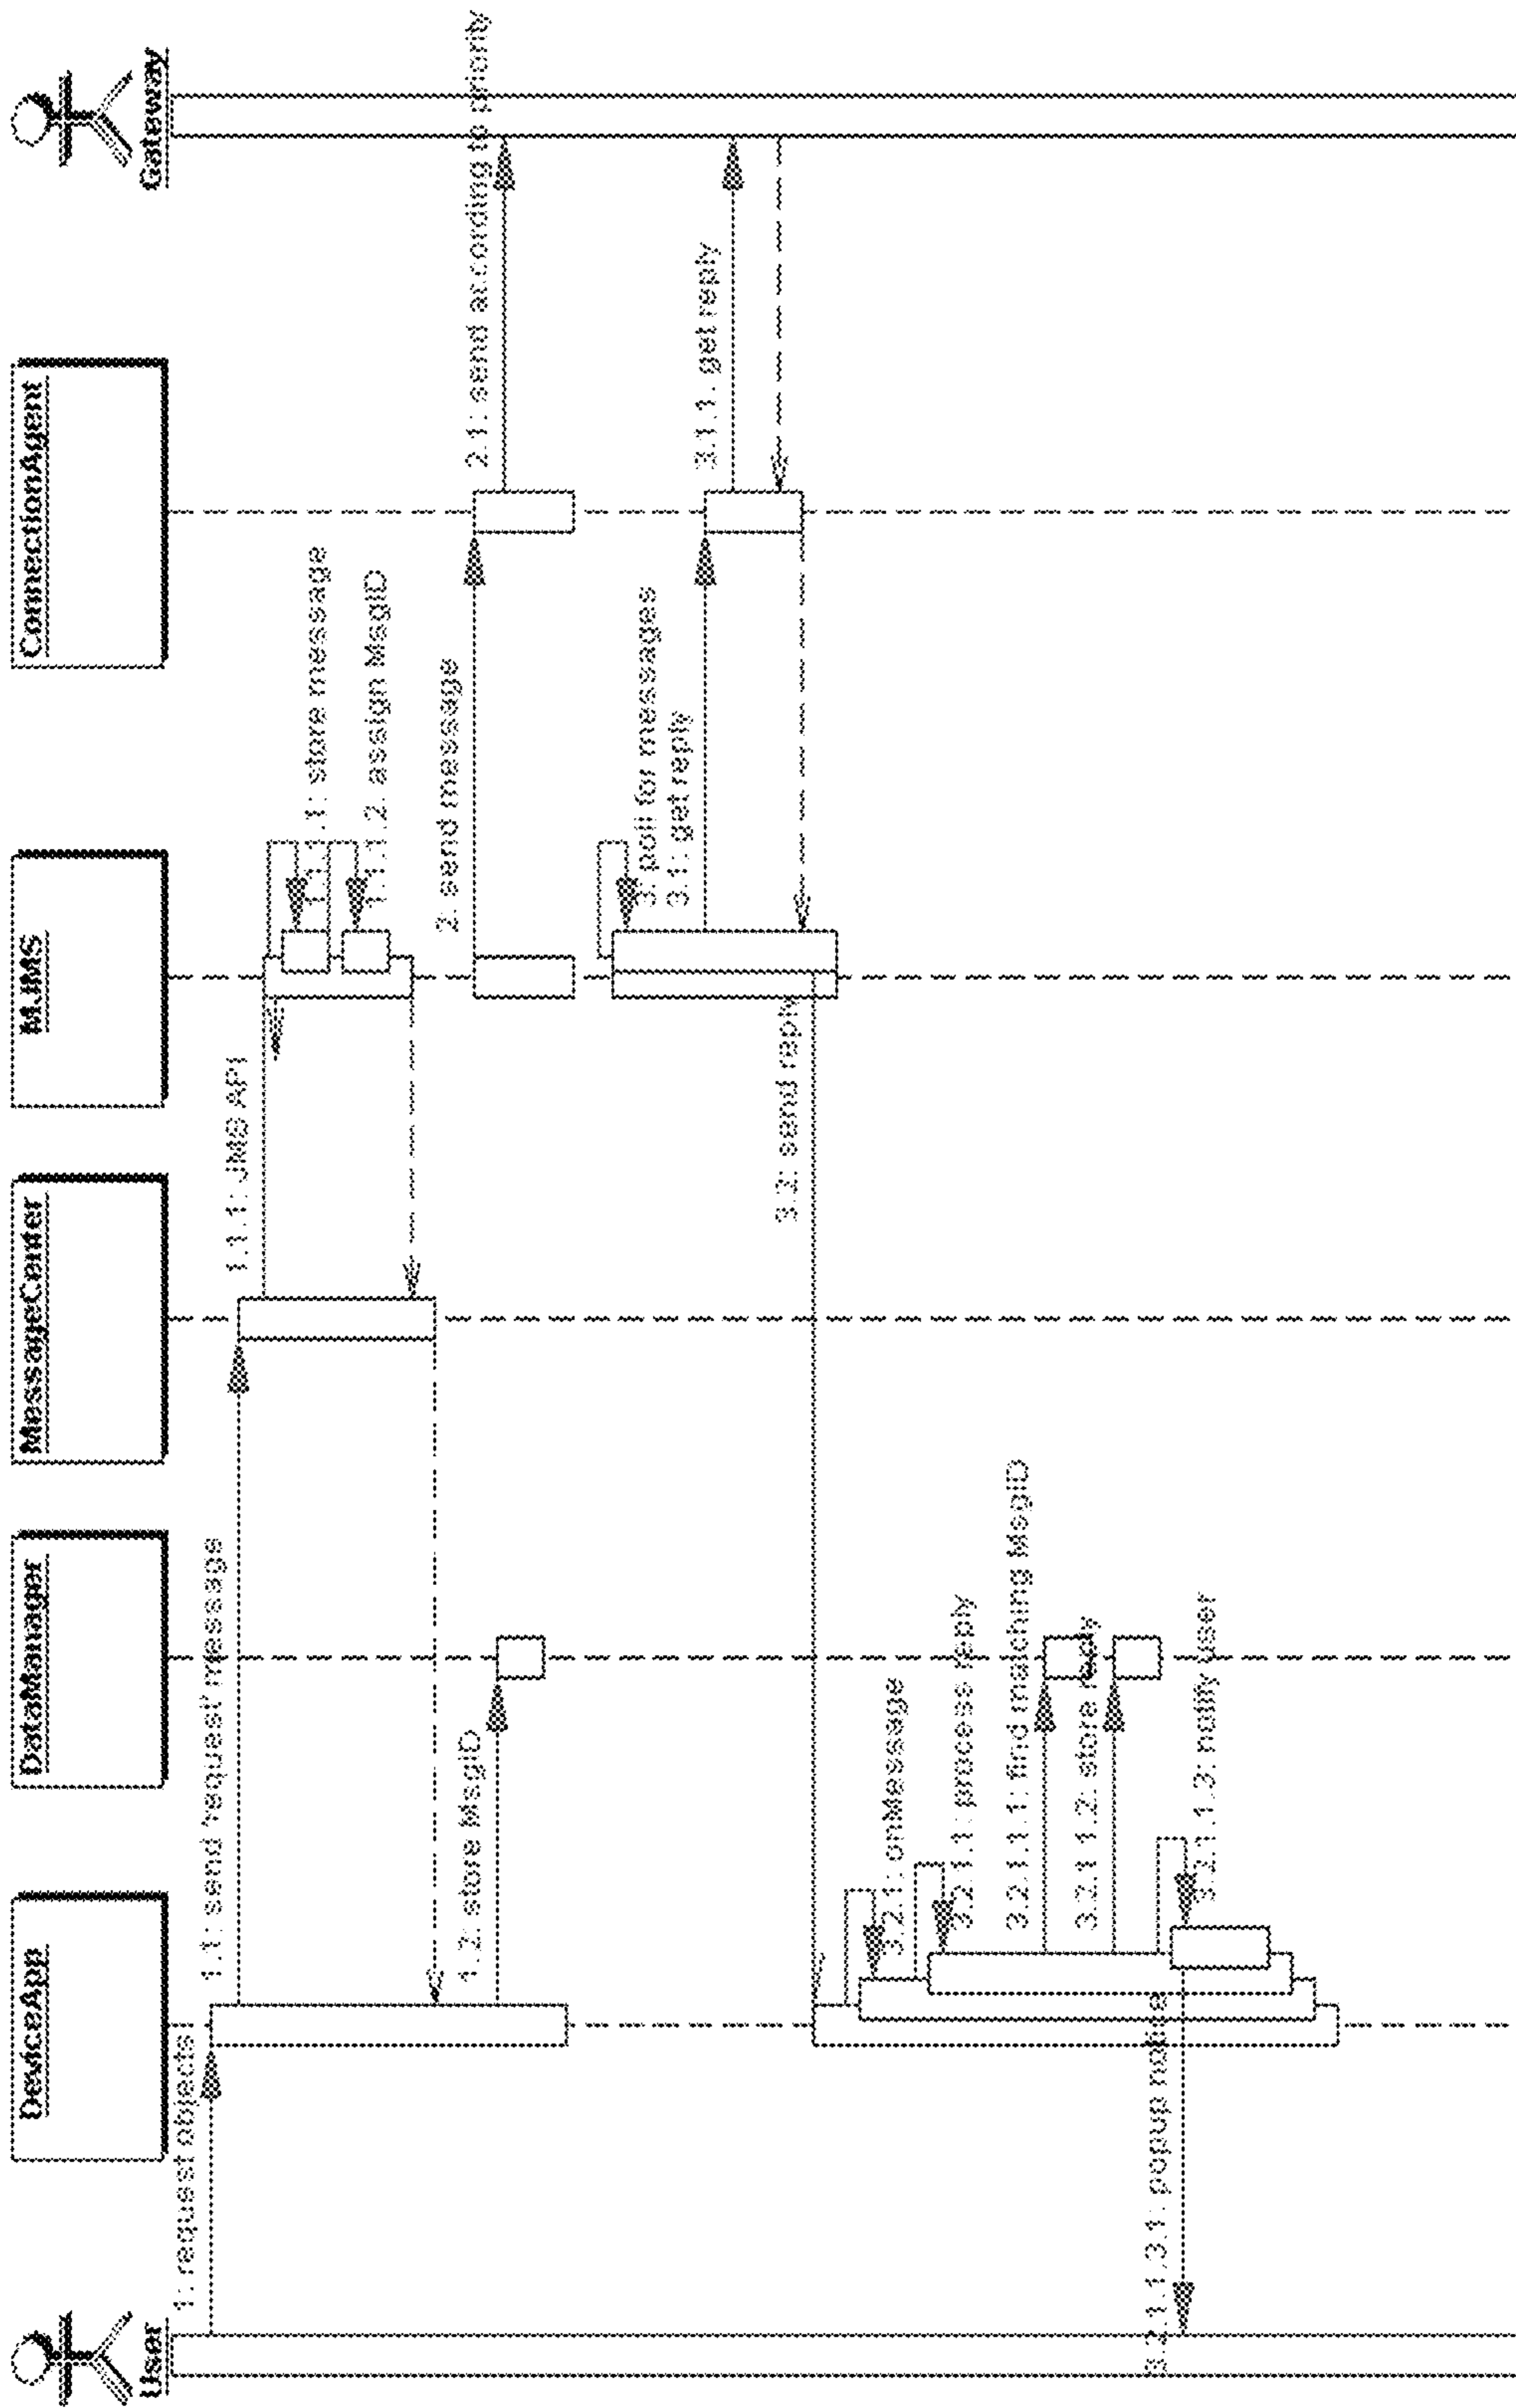 User
DeviceApp
DataManager
MessageCenter
MJMS
ConnectionAgent
Gateway
1: request objects
1.1: send 'request' message
1.1.1: JMS API
1.1.1.1: store message
1.1.1.2: assign MsgID
2: send message
2.1: send according to priority
1.2: store MsgID
3: poll for messages
3.1: get reply
3.1.1: get reply
3.2: send reply
3.2.1: onMessage
3.2.1.1: process reply
3.2.1.1.1: find matching MsgID
3.2.1.1.2: store reply
3.2.1.1.3: notify user
3.2.1.1.3.1: popup notice